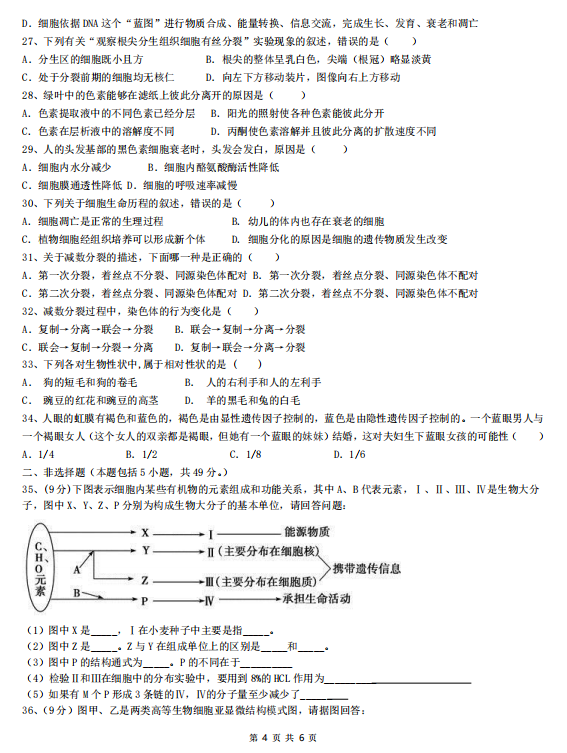 D．细胞依据 DNA 这个“蓝图”进行物质合成、能量转换、信息交流，完成生长、发育、衰老和凋亡
27、下列有关“观察根尖分生组织细胞有丝分裂”实验现象的叙述，错误的是（　　）
A．分生区的细胞既小且方　　B．根尖的整体呈乳白色，尖端（根冠）略显淡黄
C．处于分裂前期的细胞均无核仁　　D．向左下方移动装片，图像向右上方移动
28、绿叶中的色素能够在滤纸上彼此分离开的原因是（　　）
A．色素提取液中的不同色素已经分层　B．阳光的照射使各种色素能彼此分开
C．色素在层析液中的溶解度不同　　D．丙酮使色素溶解并且彼此分离的扩散速度不同
29、人的头发基部的黑色素细胞衰老时，头发会发白，原因是（　　）
A．细胞内水分减少　　B．细胞内酪氨酸酶活性降低
C．细胞膜通透性降低 D．细胞的呼吸速率减慢
30、下列关于细胞生命历程的叙述，错误的是（　　）
A．细胞凋亡是正常的生理过程　　B．幼儿的体内也存在衰老的细胞
C．植物细胞经组织培养可以形成新个体　　D．细胞分化的原因是细胞的遗传物质发生改变
31、关于减数分裂的描述，下面哪一种是正确的（　　）
A．第一次分裂，着丝点不分裂、同源染色体配对 B．第一次分裂，着丝点分裂、同源染色体不配对
C．第二次分裂，着丝点分裂、同源染色体配对 D．第二次分裂，着丝点不分裂、同源染色体不配对
32、减数分裂过程中，染色体的行为变化是（　　）
A．复制→分离→联会→分裂　　B．联会→复制→分离→分裂
C．联会→复制→分裂→分离　　D．复制→联会→分离→分裂
33、下列各对生物性状中,属于相对性状的是（　　）
A． 狗的短毛和狗的卷毛　　B． 人的右利手和人的左利手
C． 豌豆的红花和豌豆的高茎　　D． 羊的黑毛和兔的白毛
34、人眼的虹膜有褐色和蓝色的，褐色是由显性遗传因子控制的，蓝色是由隐性遗传因子控制的。一个蓝眼男人与
一个褐眼女人（这个女人的双亲都是褐眼，但她有一个蓝眼的妹妹）结婚，这对夫妇生下蓝眼女孩的可能性（　　）
A．1/4　　B．1/2　　C．1/8　　D．1/6
二、非选择题（本题包括 5 小题，共 49 分。）
35、(9 分)下图表示细胞内某些有机物的元素组成和功能关系，其中 A、B 代表元素，Ⅰ、Ⅱ、Ⅲ、Ⅳ是生物大分
子，图中 X、Y、Z、P 分别为构成生物大分子的基本单位，请回答问题：
C、
H、
O元
素
X → Ⅰ —— 能源物质
A
Y → Ⅱ(主要分布在细胞核)
Z → Ⅲ(主要分布在细胞质)
携带遗传信息
B
P → Ⅳ → 承担生命活动
（1）图中 X 是_____，Ⅰ在小麦种子中主要是指_____。
（2）图中 Z 是_____。Z 与 Y 在组成单位上的区别是_____和_____。
（3）图中 P 的结构通式为_____。P 的不同在于__________
（4）检验Ⅱ和Ⅲ在细胞中的分布实验中，要用到 8%的 HCL 作用为____________________________
（5）如果有 M 个 P 形成 3 条链的Ⅳ，Ⅳ的分子量至少减少了_________
36、（9 分）图甲、乙是两类高等生物细胞亚显微结构模式图，请据图回答：
第 4 页 共 6 页